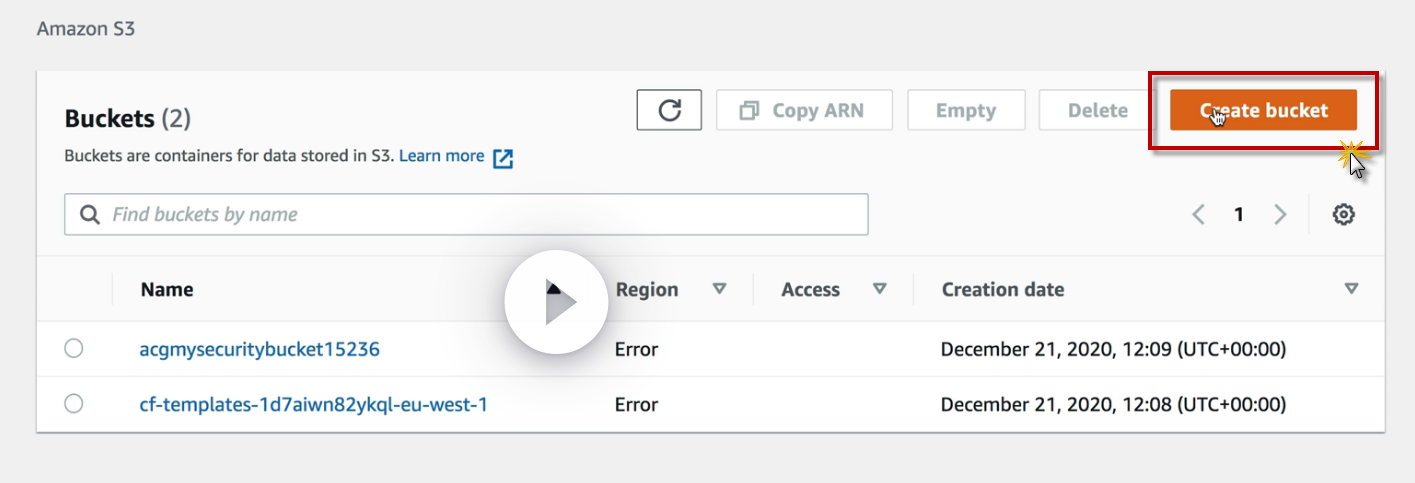 Amazon S3
Buckets (2)
Copy ARN
Empty
Delete
Create bucket
Buckets are containers for data stored in S3. Learn more
Find buckets by name
1
Name Region Access Creation date
acgmysecuritybucket15236 Error December 21, 2020, 12:09 (UTC+00:00)
cf-templates-1d7aiwn82ykql-eu-west-1 Error December 21, 2020, 12:08 (UTC+00:00)